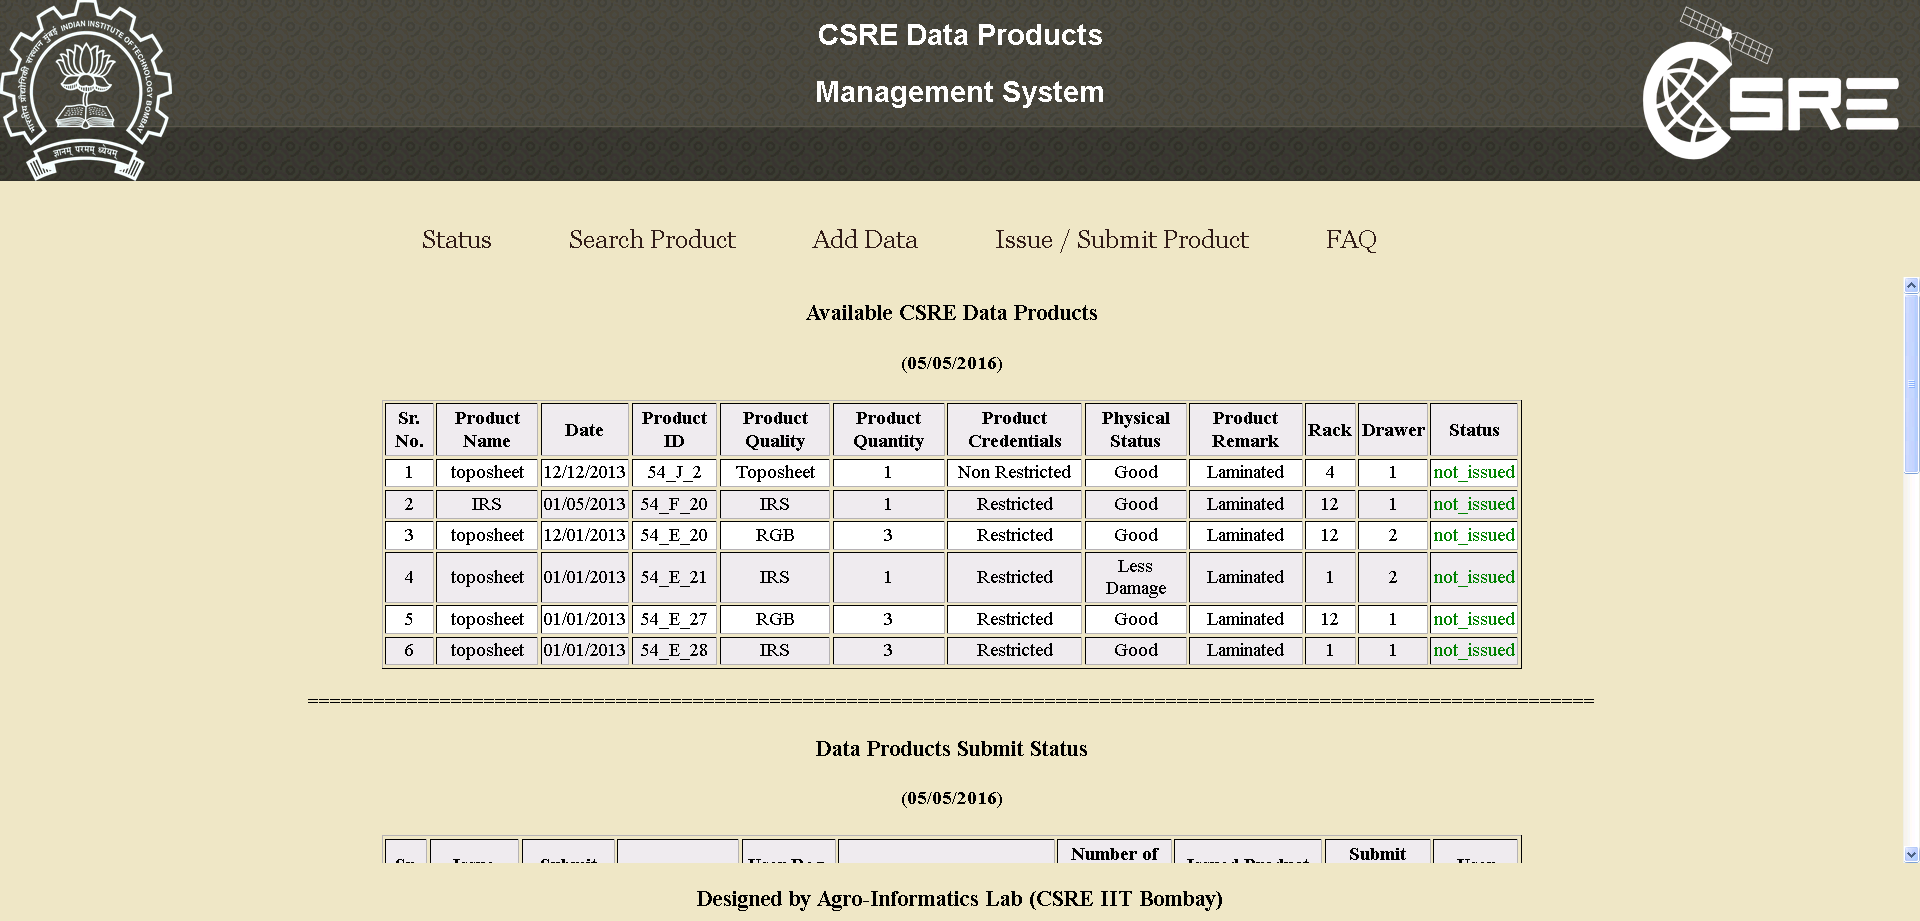 INDIAN INSTITUTE OF TECHNOLOGY BOMBAY
भारतीय प्रौद्योगिकी संस्थान मुंबई
ज्ञानम् परमम् ध्येयम्
CSRE Data Products
Management System
CSRE
Status Search Product Add Data Issue / Submit Product FAQ
Available CSRE Data Products
(05/05/2016)
Sr. No. Product Name Date Product ID Product Quality Product Quantity Product Credentials Physical Status Product Remark Rack Drawer Status
1 toposheet 12/12/2013 54_J_2 Toposheet 1 Non Restricted Good Laminated 4 1 not_issued
2 IRS 01/05/2013 54_F_20 IRS 1 Restricted Good Laminated 12 1 not_issued
3 toposheet 12/01/2013 54_E_20 RGB 3 Restricted Good Laminated 12 2 not_issued
4 toposheet 01/01/2013 54_E_21 IRS 1 Restricted Less Damage Laminated 1 2 not_issued
5 toposheet 01/01/2013 54_E_27 RGB 3 Restricted Good Laminated 12 1 not_issued
6 toposheet 01/01/2013 54_E_28 IRS 3 Restricted Good Laminated 1 1 not_issued
====================================================================================================================
Data Products Submit Status
(05/05/2016)
Number of Submit
Designed by Agro-Informatics Lab (CSRE IIT Bombay)